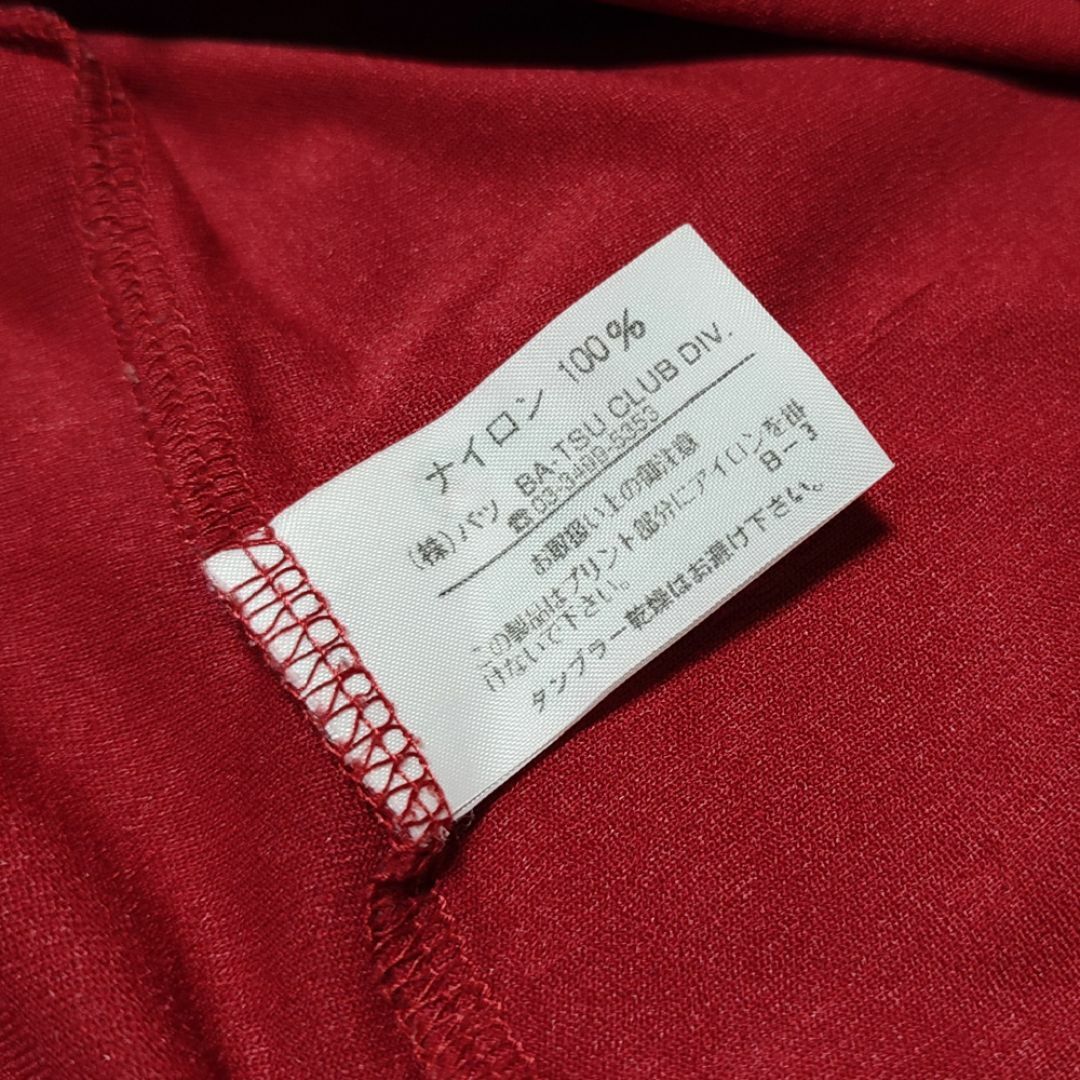 ナイロン 100%
(株)バツ BA-TSU CLUB DIV.
☎03-3499-5353
お取扱い上の御注意
この製品はプリント部分にアイロンを掛
けないで下さい。 B-3
タンブラー乾燥はお避け下さい。